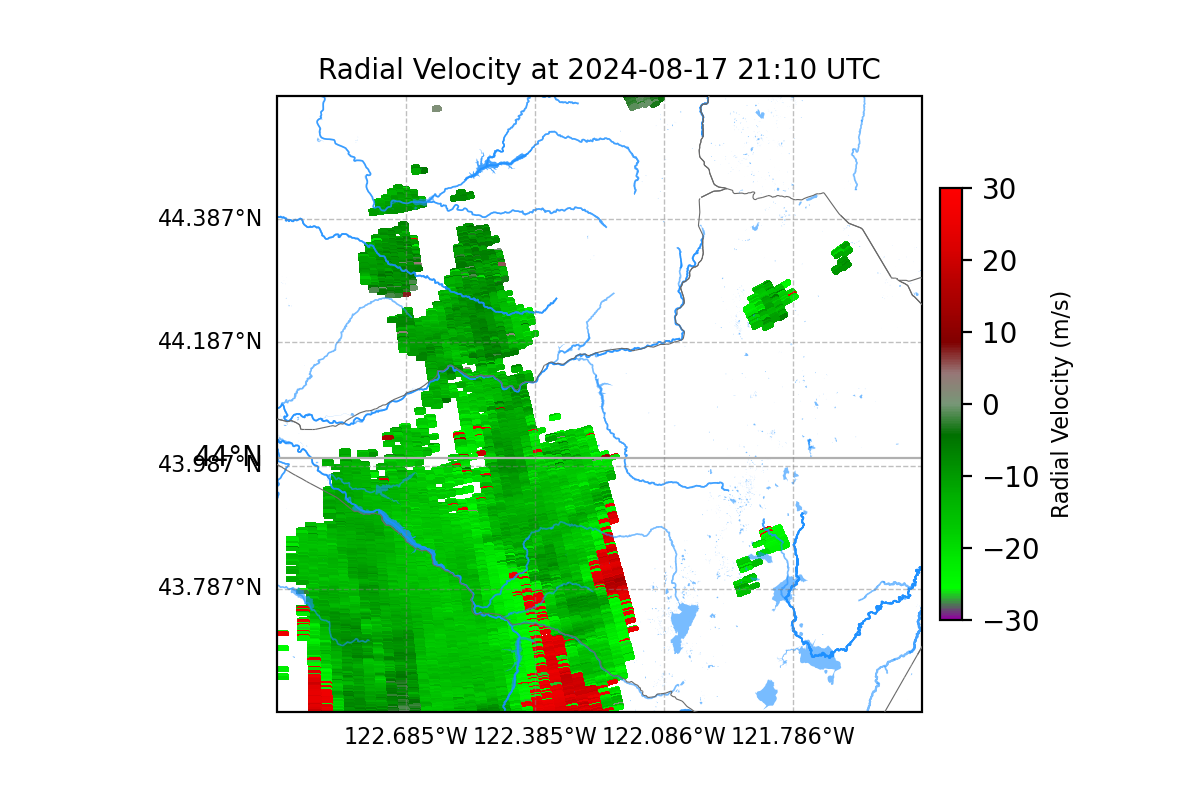 Radial Velocity at 2024-08-17 21:10 UTC
44.387°N
44.187°N
44°N
43.987°N
43.787°N
122.685°W 122.385°W 122.086°W 121.786°W
30
20
10
0
−10
−20
−30
Radial Velocity (m/s)